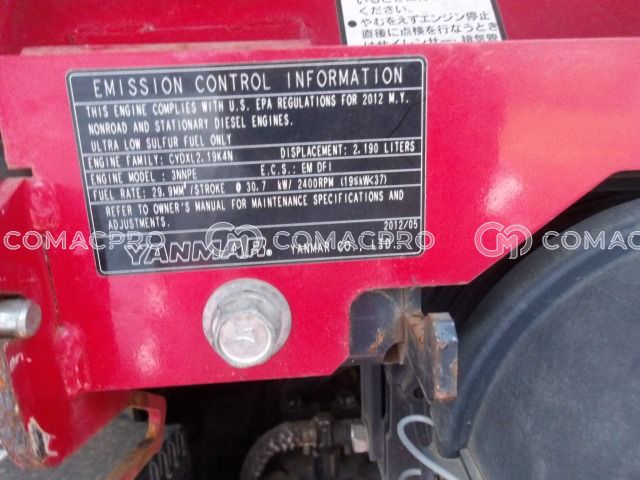 ください。
●やむをえずエンジン停止
直後に点検を行なうとき
EMISSION CONTROL INFORMATION
THIS ENGINE COMPLIES WITH U.S. EPA REGULATIONS FOR 2012 M.Y.
NONROAD AND STATIONARY DIESEL ENGINES.
ULTRA LOW SULFUR FUEL ONLY
ENGINE FAMILY: CYDXL2.19K4N DISPLACEMENT: 2.190 LITERS
ENGINE MODEL: 3NNPE E.C.S.: EM DFI
FUEL RATE: 29.9MM³/STROKE @ 30.7 kW/ 2400RPM (19≤kW<37)
REFER TO OWNER'S MANUAL FOR MAINTENANCE SPECIFICATIONS AND
ADJUSTMENTS. 2012/05
YANMAR. YANMAR CO., LTD.
COMACPRO COMACPRO COMACPRO